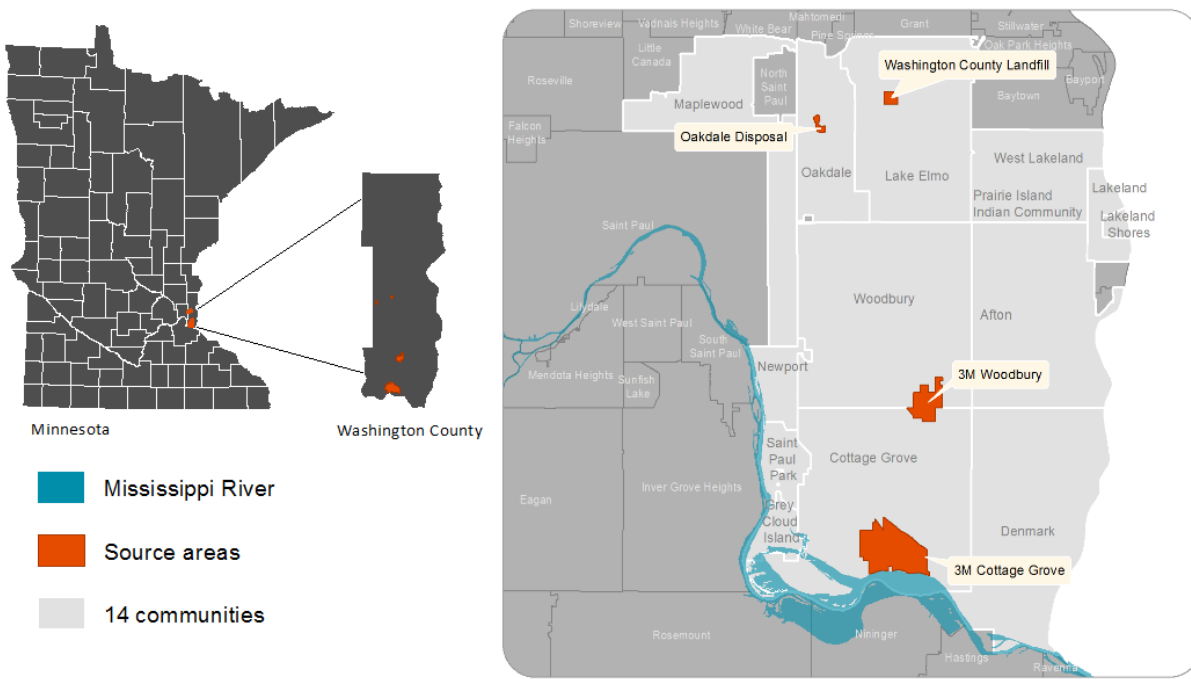 Minnesota
Washington County
Mississippi River
Source areas
14 communities
Shoreview
Vadnais Heights
White Bear
Mahtomedi
Pine Springs
Grant
Stillwater
Oak Park Heights
Little
Canada
Roseville
North
Saint
Paul
Washington County Landfill
Bayport
Baytown
Maplewood
Falcon
Heights
Oakdale Disposal
Oakdale
Lake Elmo
West Lakeland
Prairie Island
Indian Community
Lakeland
Lakeland
Shores
Saint Paul
Lilydale
West Saint Paul
South
Saint Paul
Woodbury
Afton
Mendota Heights
Sunfish
Lake
Newport
3M Woodbury
Saint
Paul
Park
Cottage Grove
Eagan
Inver Grove Heights
Grey
Cloud
Island
Denmark
3M Cottage Grove
Rosemount
Nininger
Hastings
Ravenna